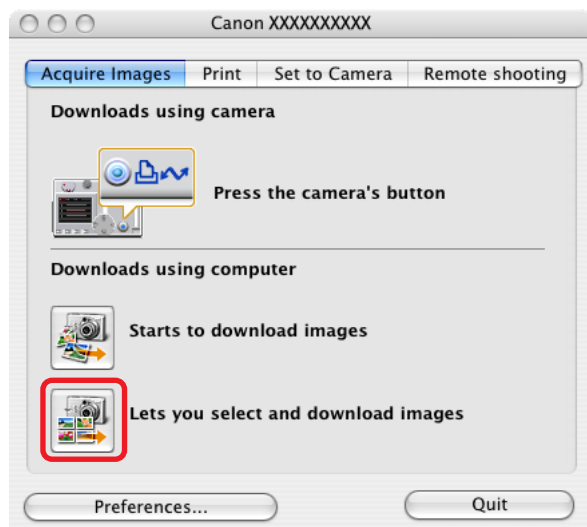 Canon XXXXXXXXXX
Acquire Images Print Set to Camera Remote shooting
Downloads using camera
Press the camera's button
Downloads using computer
Starts to download images
Lets you select and download images
Preferences... Quit